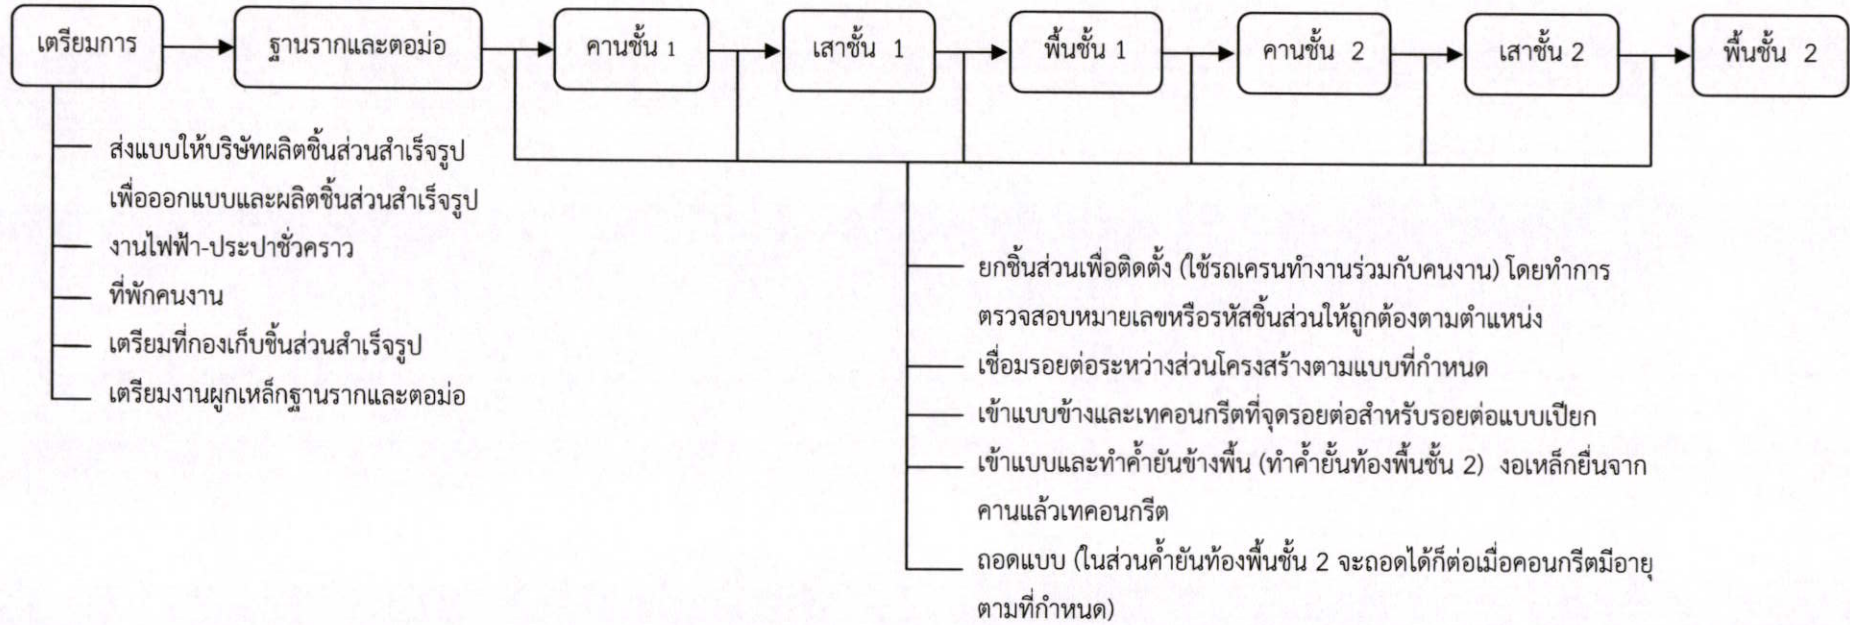 เตรียมการ
ฐานรากและตอม่อ
คานชั้น 1
เสาชั้น 1
พื้นชั้น 1
คานชั้น 2
เสาชั้น 2
พื้นชั้น 2
ส่งแบบให้บริษัทผลิตชิ้นส่วนสำเร็จรูป
เพื่อออกแบบและผลิตชิ้นส่วนสำเร็จรูป
งานไฟฟ้า-ประปาชั่วคราว
ที่พักคนงาน
เตรียมที่กองเก็บชิ้นส่วนสำเร็จรูป
เตรียมงานผูกเหล็กฐานรากและตอม่อ
ยกชิ้นส่วนเพื่อติดตั้ง (ใช้รถเครนทำงานร่วมกับคนงาน) โดยทำการ
ตรวจสอบหมายเลขหรือรหัสชิ้นส่วนให้ถูกต้องตามตำแหน่ง
เชื่อมรอยต่อระหว่างส่วนโครงสร้างตามแบบที่กำหนด
เข้าแบบข้างและเทคอนกรีตที่จุดรอยต่อสำหรับรอยต่อแบบเปียก
เข้าแบบและทำค้ำยันข้างพื้น (ทำค้ำยั้นท้องพื้นชั้น 2) งอเหล็กยื่นจาก
คานแล้วเทคอนกรีต
ถอดแบบ (ในส่วนค้ำยันท้องพื้นชั้น 2 จะถอดได้ก็ต่อเมื่อคอนกรีตมีอายุ
ตามที่กำหนด)